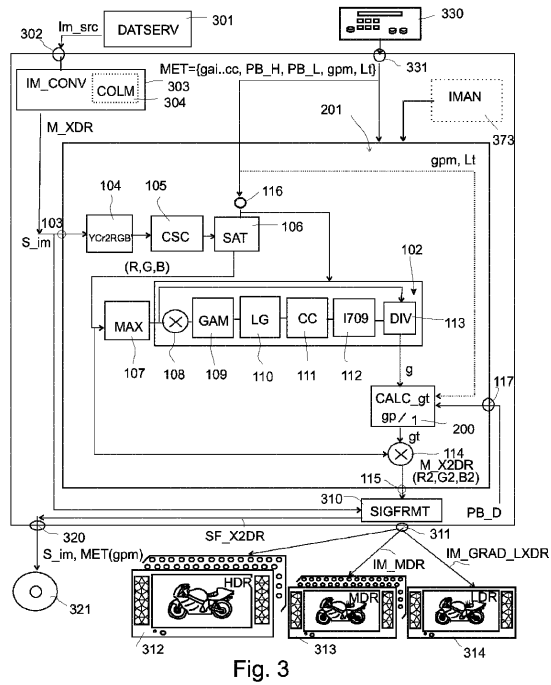 Im_src
DATSERV
301
330
302
IM_CONV
COLM
303
304
331
MET={gai..cc, PB_H, PB_L, gpm, Lt}
IMAN
373
M_XDR
201
gpm, Lt
103
S_im
104
YCr2RGB
105
CSC
116
SAT
106
(R,G,B)
102
MAX
107
108
GAM
109
LG
110
CC
111
I709
112
DIV
113
g
117
CALC_gt
gp/1
200
gt
114
M_X2DR
(R2,G2,B2)
115
310
SIGFRMT
PB_D
320
SF_X2DR
311
S_im, MET(gpm)
IM_MDR
IM_GRAD_LXDR
321
HDR
312
MDR
313
LDR
314
Fig. 3